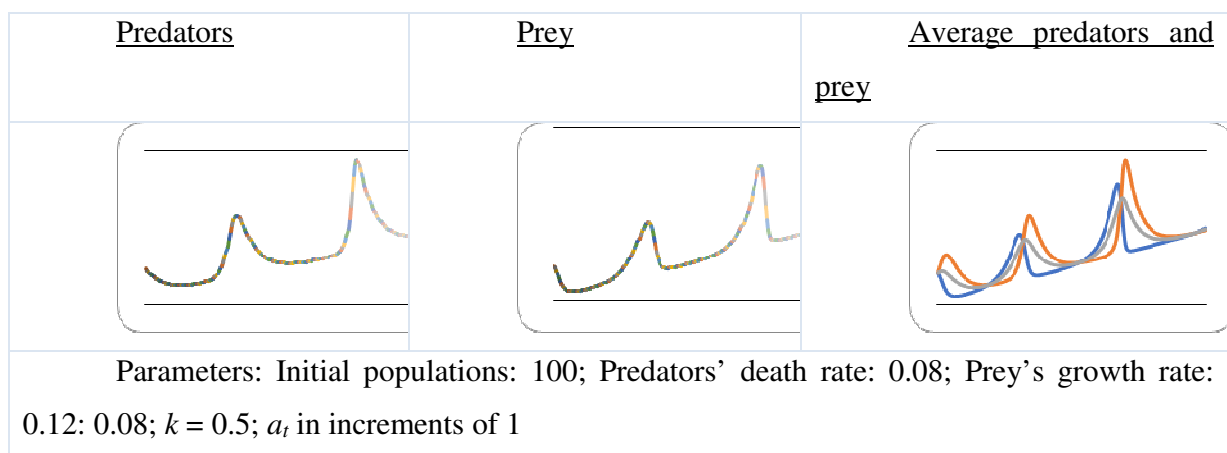 Predators
Prey
Average predators and
prey
Parameters: Initial populations: 100; Predators’ death rate: 0.08; Prey’s growth rate:
0.12: 0.08; k = 0.5; at in increments of 1